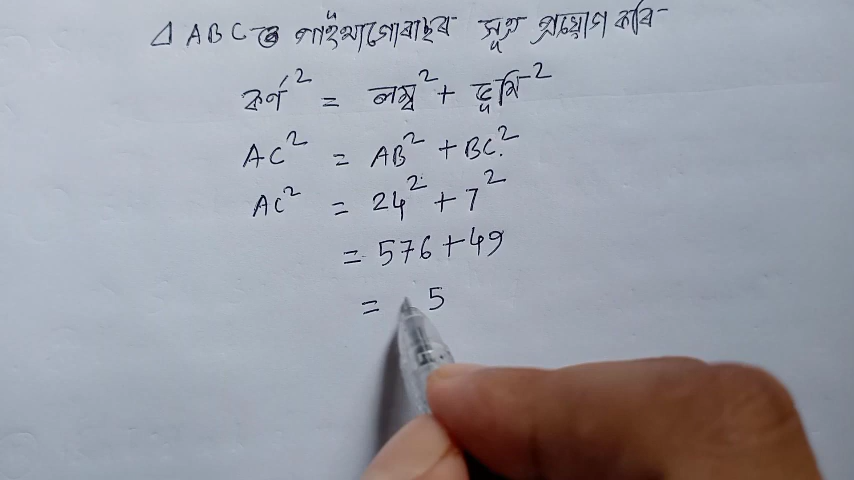 △ABC ত পাইথাগোৰাছৰ সূত্ৰ প্ৰয়োগ কৰি-
কৰ্ণ² = লম্ব² + ভূমি²
AC² = AB² + BC²
AC² = 24² + 7²
= 576 + 49
= 5